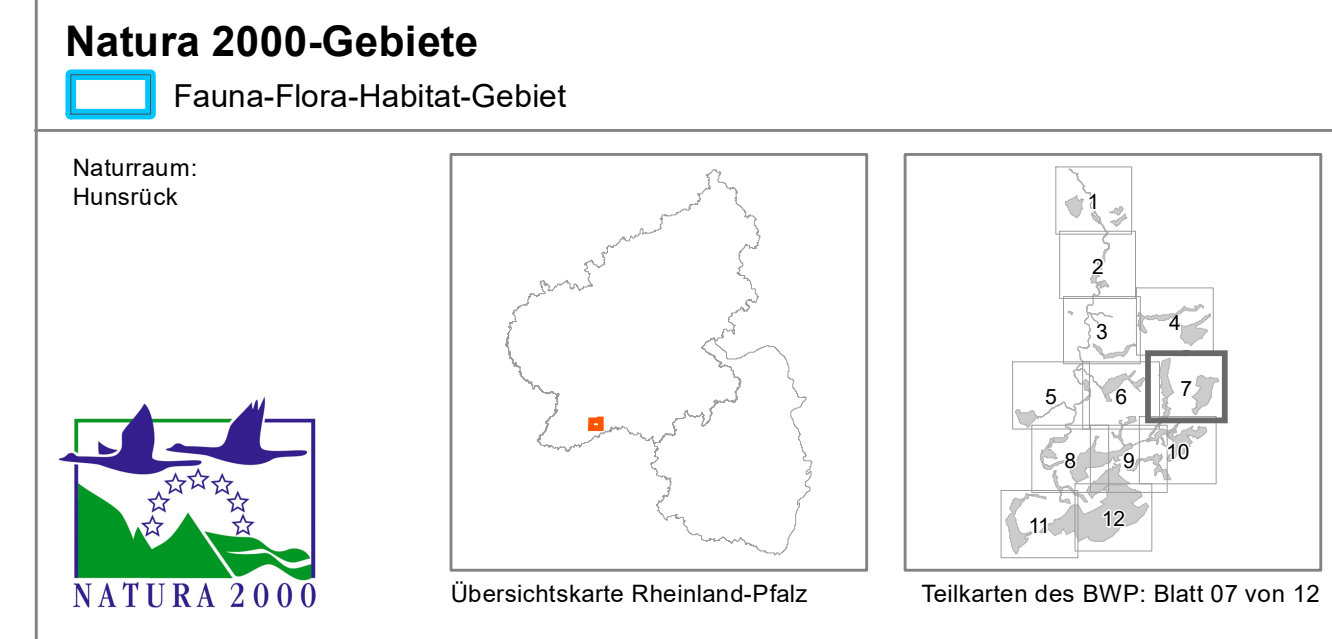 Natura 2000-Gebiete
Fauna-Flora-Habitat-Gebiet
Naturraum:
Hunsrück
NATURA 2000
Übersichtskarte Rheinland-Pfalz
1
2
3
4
5
6
7
8
9
10
11
12
Teilkarten des BWP: Blatt 07 von 12